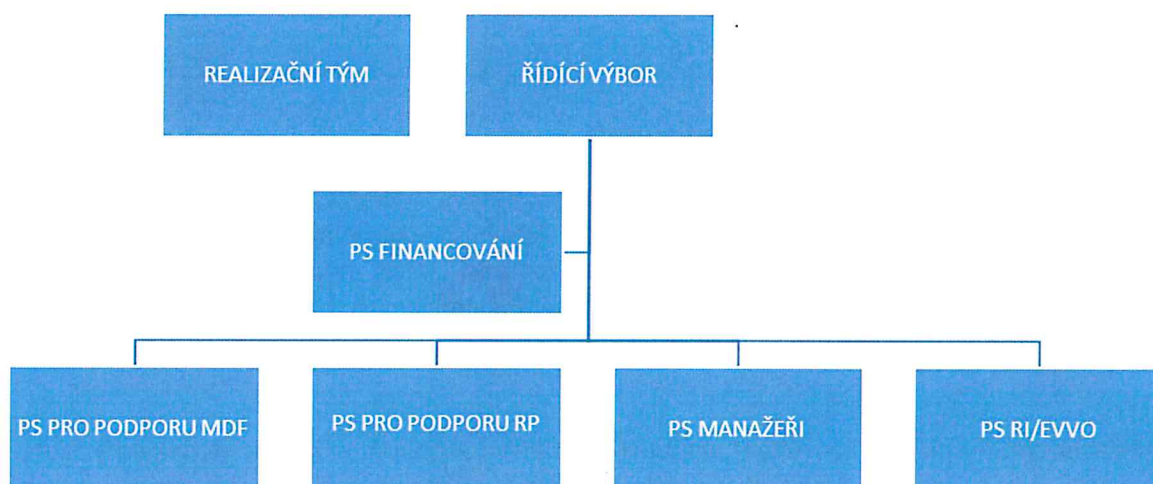 REALIZAČNÍ TÝM
ŘÍDÍCÍ VÝBOR
PS FINANCOVÁNÍ
PS PRO PODPORU MDF
PS PRO PODPORU RP
PS MANAŽEŘI
PS RI/EVVO